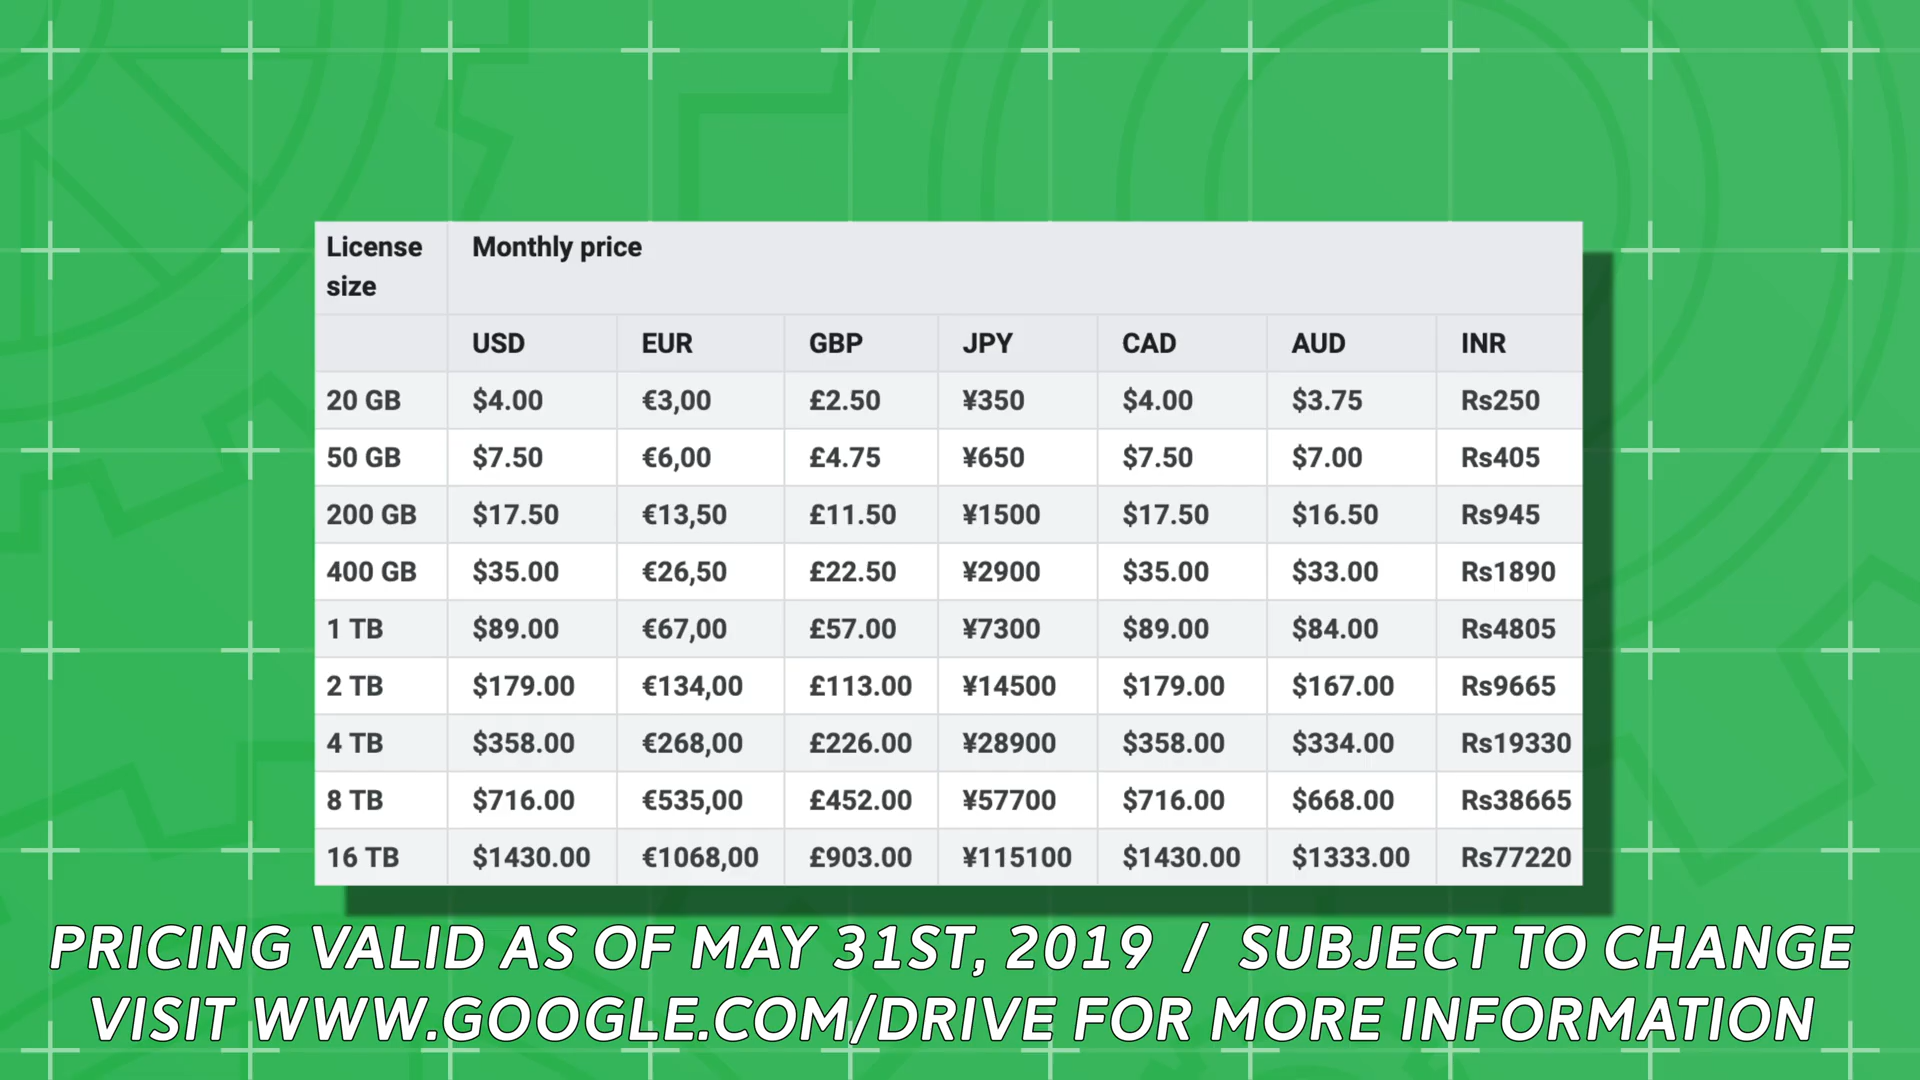 License size Monthly price
USD EUR GBP JPY CAD AUD INR
20 GB $4.00 €3,00 £2.50 ¥350 $4.00 $3.75 Rs250
50 GB $7.50 €6,00 £4.75 ¥650 $7.50 $7.00 Rs405
200 GB $17.50 €13,50 £11.50 ¥1500 $17.50 $16.50 Rs945
400 GB $35.00 €26,50 £22.50 ¥2900 $35.00 $33.00 Rs1890
1 TB $89.00 €67,00 £57.00 ¥7300 $89.00 $84.00 Rs4805
2 TB $179.00 €134,00 £113.00 ¥14500 $179.00 $167.00 Rs9665
4 TB $358.00 €268,00 £226.00 ¥28900 $358.00 $334.00 Rs19330
8 TB $716.00 €535,00 £452.00 ¥57700 $716.00 $668.00 Rs38665
16 TB $1430.00 €1068,00 £903.00 ¥115100 $1430.00 $1333.00 Rs77220
PRICING VALID AS OF MAY 31ST, 2019 / SUBJECT TO CHANGE
VISIT WWW.GOOGLE.COM/DRIVE FOR MORE INFORMATION